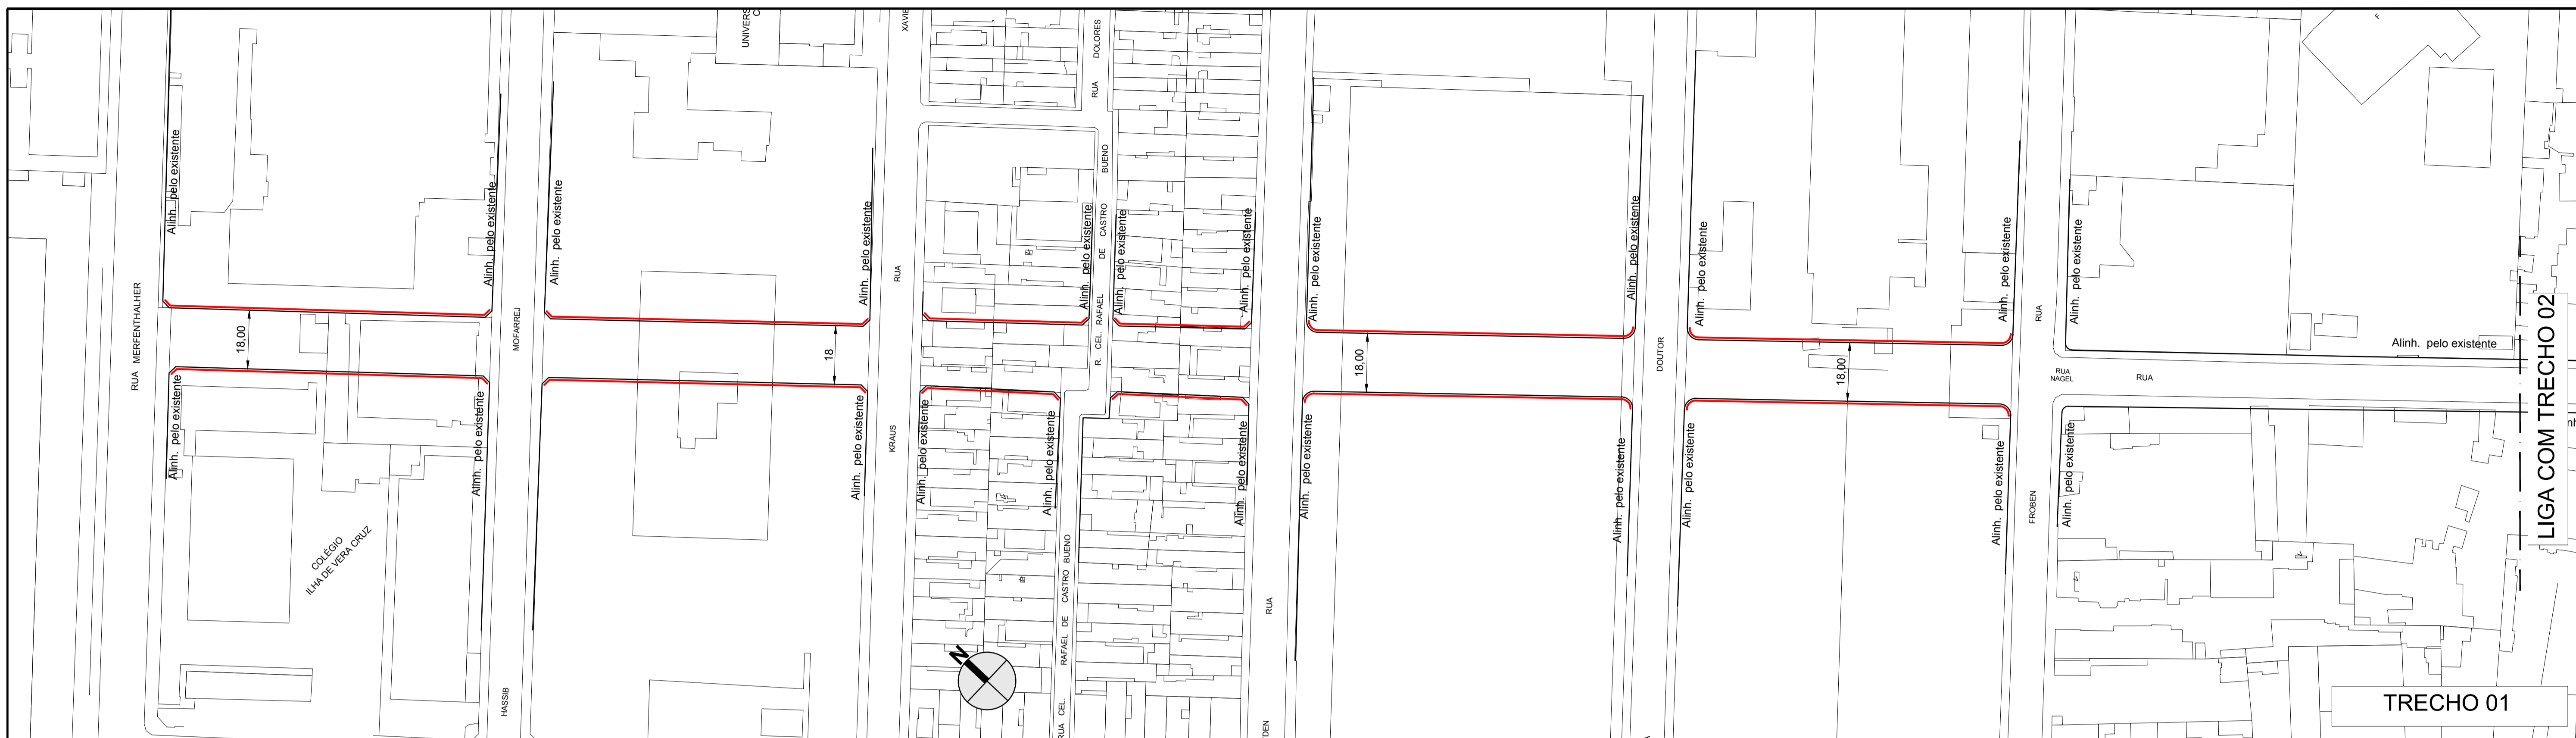 RUA MERFENTHALHER
Alinh. pelo existente
Alinh. pelo existente
18,00
Alinh. pelo existente
Alinh. pelo existente
COLÉGIO
ILHA DE VERA CRUZ
HASSIB MOFARREJ
Alinh. pelo existente
UNIVERS
C
Alinh. pelo existente
18
Alinh. pelo existente
XAVIE
RUA
KRAUS
Alinh. pelo existente
Alinh. pelo existente
Alinh. pelo existente
N
RUA DOLORES
R. CEL. RAFAEL DE CASTRO BUENO
RUA CEL. RAFAEL DE CASTRO BUENO
Alinh. pelo existente
Alinh. pelo existente
Alinh. pelo existente
RUA
YDEN
Alinh. pelo existente
18,00
Alinh. pelo existente
Alinh. pelo existente
Alinh. pelo existente
DOUTOR
Alinh. pelo existente
Alinh. pelo existente
18,00
Alinh. pelo existente
Alinh. pelo existente
RUA
FROBEN
Alinh. pelo existente
RUA
NAGEL
RUA
Alinh. pelo existente
Alinh. pelo existente
F
LIGA COM TRECHO 02
TRECHO 01